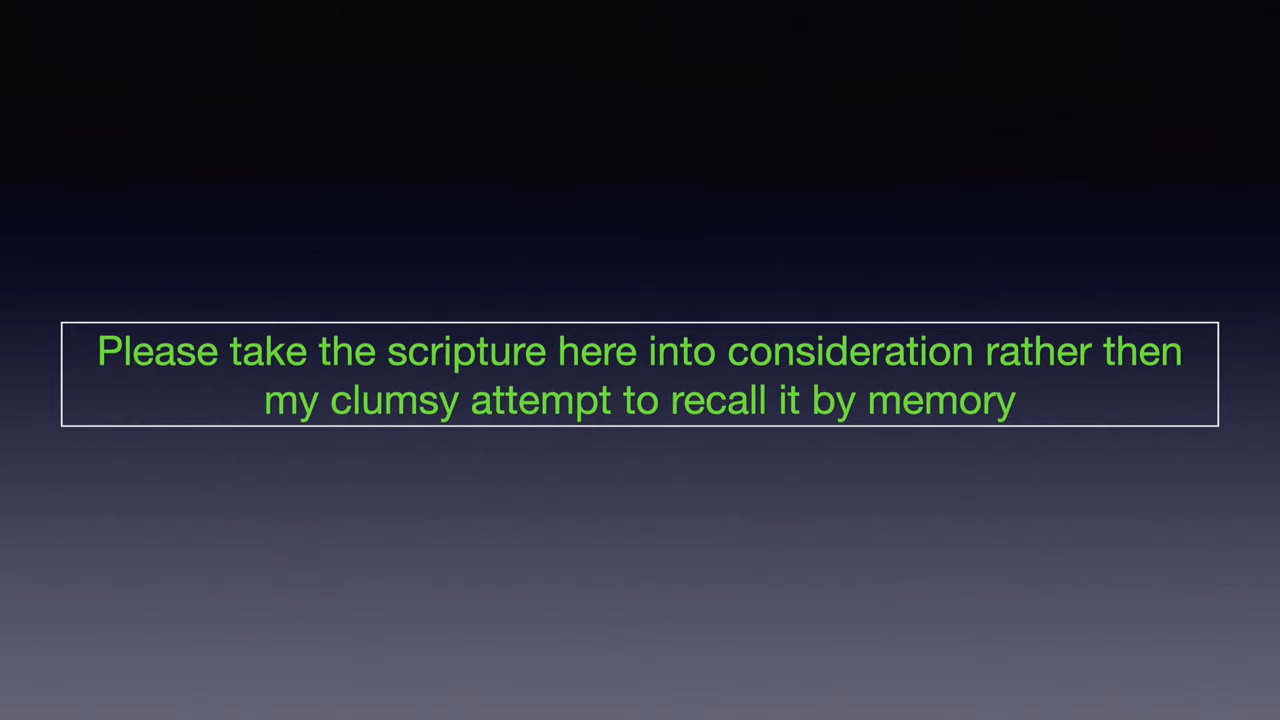 Please take the scripture here into consideration rather then
my clumsy attempt to recall it by memory